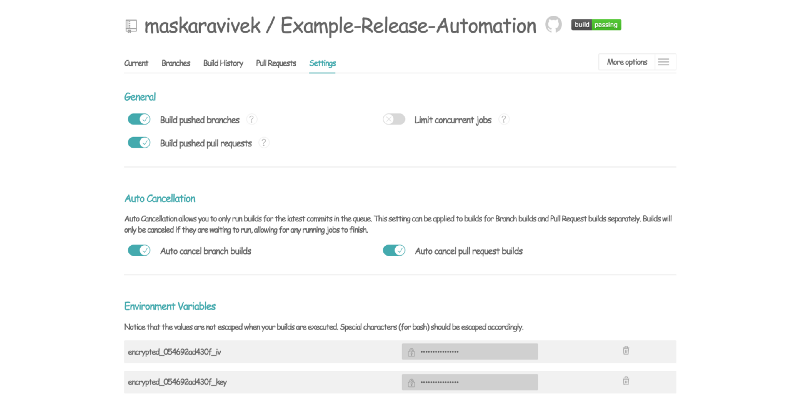 maskaravivek / Example-Release-Automation build passing
Current Branches Build History Pull Requests Settings More options
General
Build pushed branches ? Limit concurrent jobs ?
Build pushed pull requests ?
Auto Cancellation
Auto Cancellation allows you to only run builds for the latest commits in the queue. This setting can be applied to builds for Branch builds and Pull Request builds separately. Builds will
only be canceled if they are waiting to run, allowing for any running jobs to finish.
Auto cancel branch builds Auto cancel pull request builds
Environment Variables
Notice that the values are not escaped when your builds are executed. Special characters (for bash) should be escaped accordingly.
encrypted_054692ad430f_iv ••••••••••••••••
encrypted_054692ad430f_key ••••••••••••••••